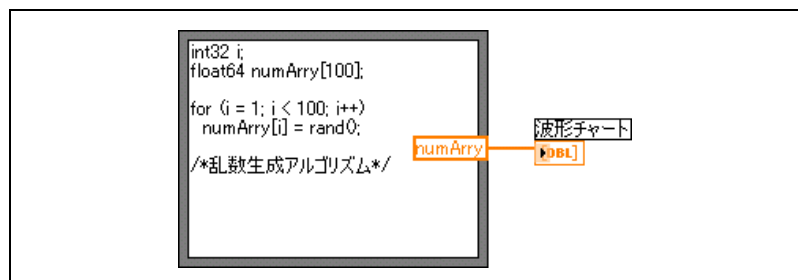 int32 i;
float64 numArry[100];
for (i = 1; i < 100; i++)
numArry[i] = rand();
/*乱数生成アルゴリズム*/
numArry
波形チャート
DBL]